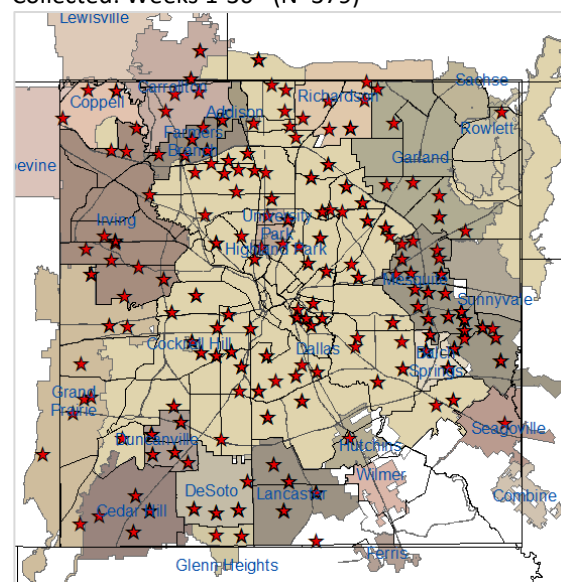 Collected: Weeks 1-30 (N=379)
Lewisville
Carrollton
Sachse
Coppell
Richardson
Addison
Rowlett
Farmers
Branch
Garland
Irving
University
Park
Highland Park
Mesquite
Sunnyvale
Cockrell Hill
Dallas
Balch
Springs
Grand
Prairie
Seagoville
Duncanville
Hutchins
Wilmer
DeSoto
Lancaster
Combine
Cedar Hill
Ferris
Glenn Heights